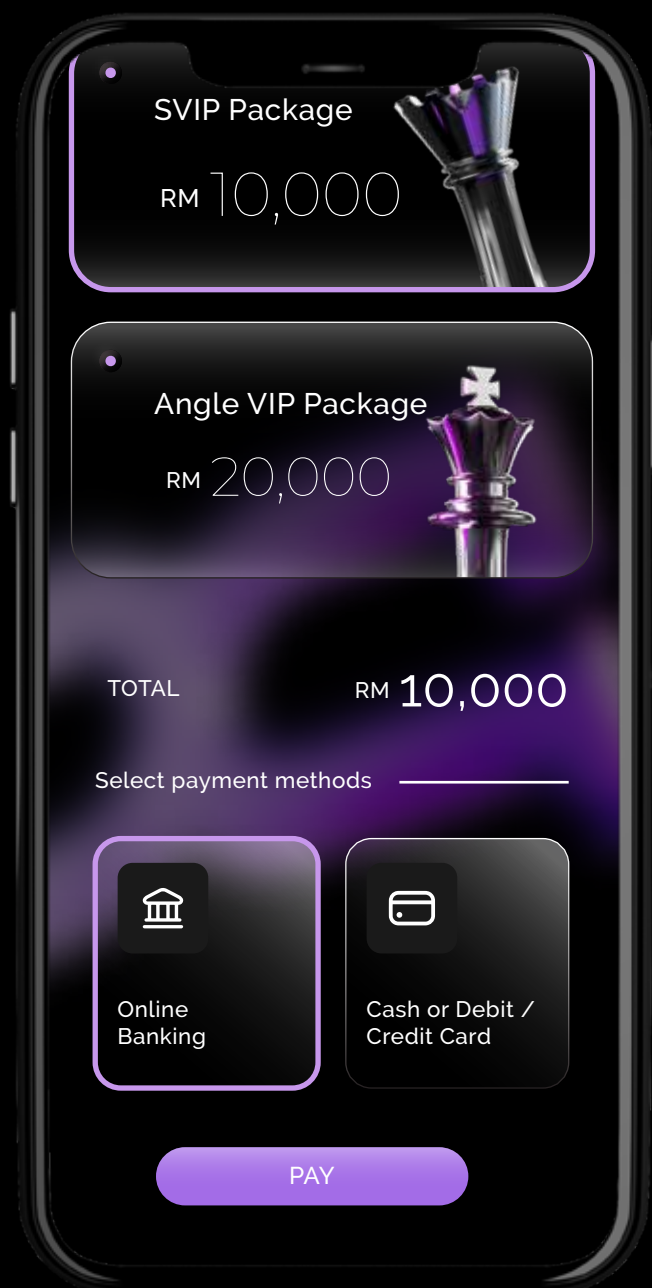 SVIP Package
RM 10,000
Angle VIP Package
RM 20,000
TOTAL RM 10,000
Select payment methods
Online
Banking
Cash or Debit /
Credit Card
PAY